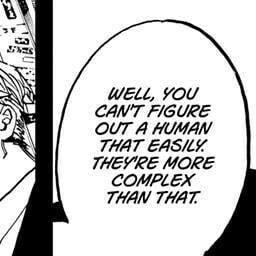 WELL, YOU
CAN'T FIGURE
OUT A HUMAN
THAT EASILY.
THEY'RE MORE
COMPLEX
THAN THAT.